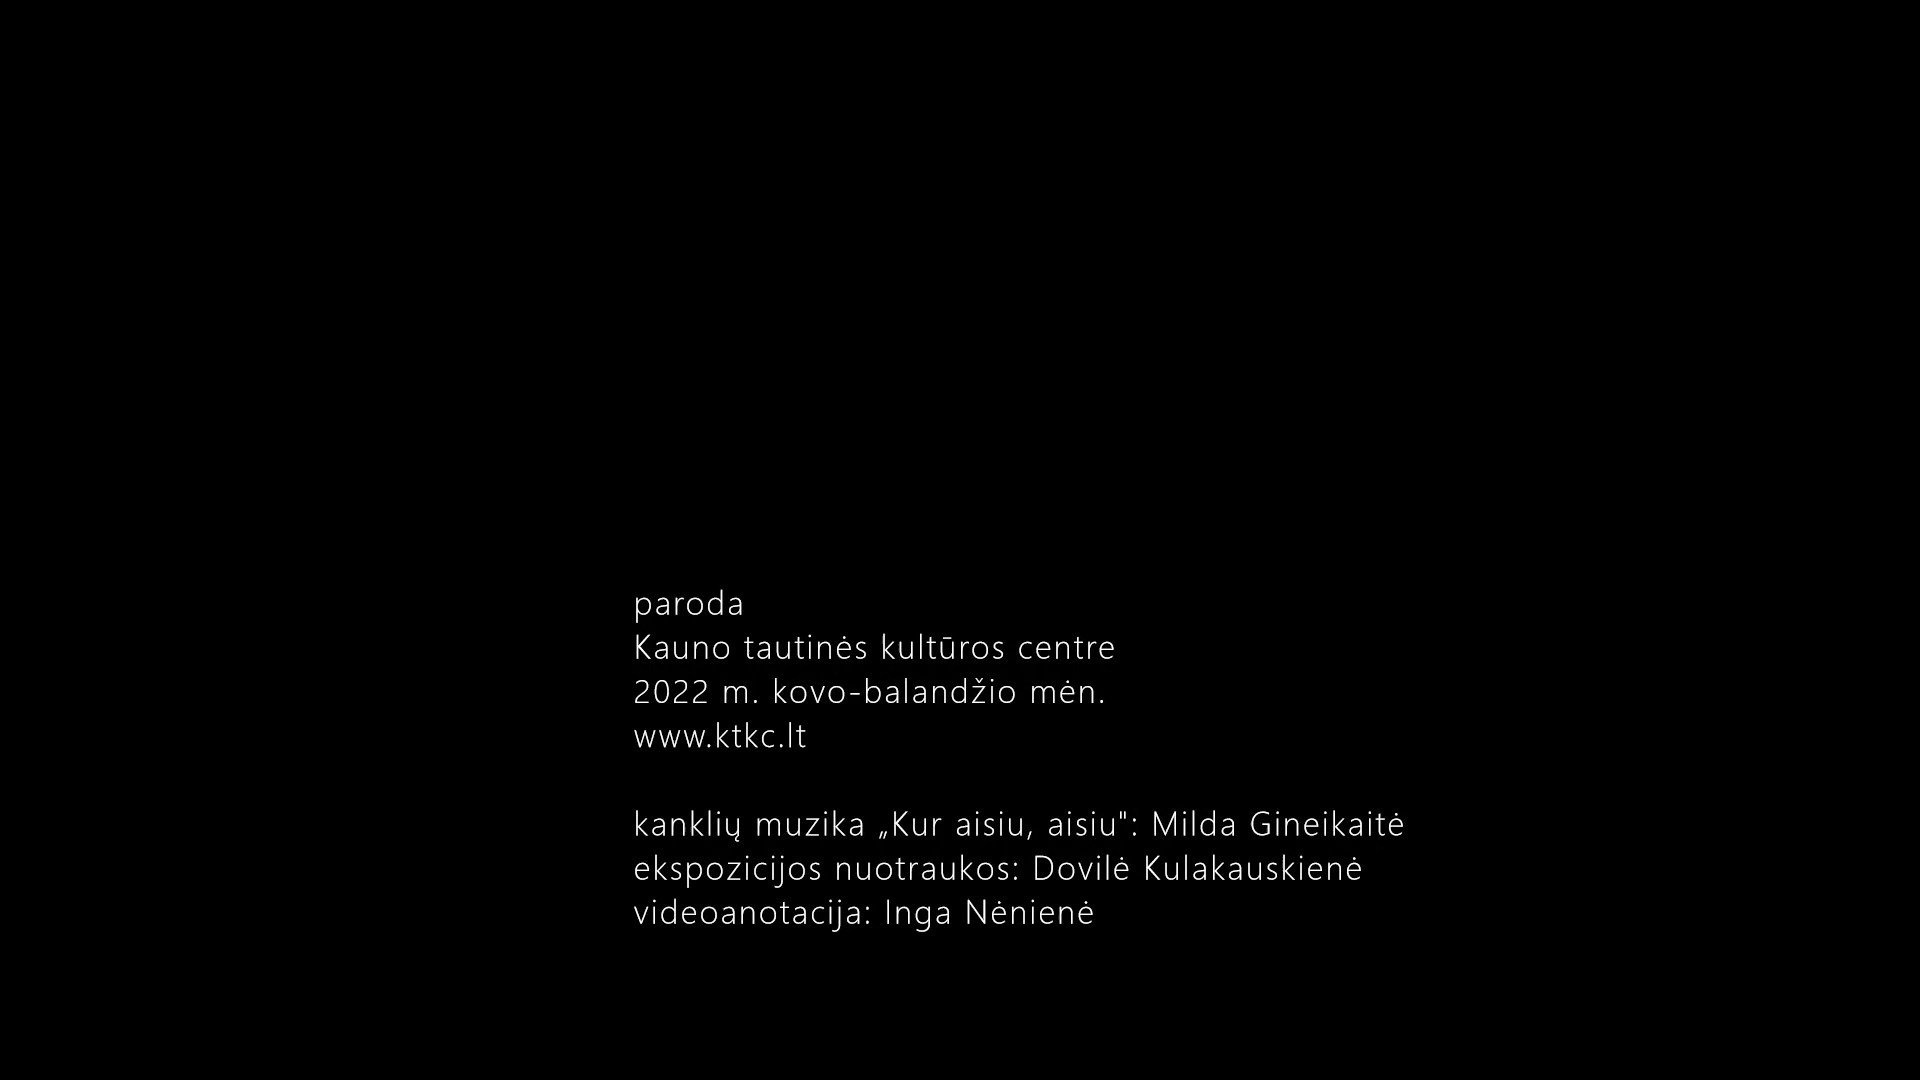 paroda
Kauno tautinės kultūros centre
2022 m. kovo-balandžio mėn.
www.ktkc.lt
kanklių muzika „Kur aisiu, aisiu": Milda Gineikaitė
ekspozicijos nuotraukos: Dovilė Kulakauskienė
videoanotacija: Inga Nėnienė